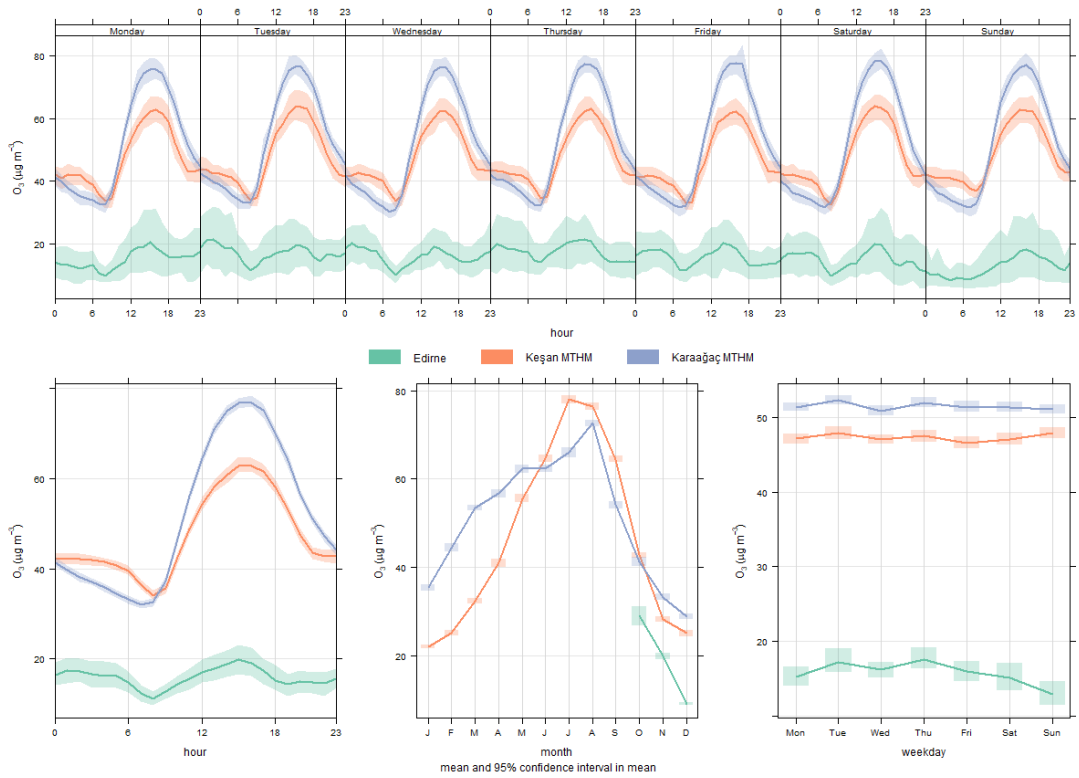 0 6 12 18 23 0 6 12 18 23 0 6 12 18 23
Monday Tuesday Wednesday Thursday Friday Saturday Sunday
80
60
40
20
O3 (µg m-3)
0 6 12 18 23 0 6 12 18 23 0 6 12 18 23 0 6 12 18 23
hour
Edirne Keşan MTHM Karaağaç MTHM
60
40
20
O3 (µg m-3)
0 6 12 18 23
hour
80
60
40
20
O3 (µg m-3)
J F M A M J J A S O N D
month
50
40
30
20
O3 (µg m-3)
Mon Tue Wed Thu Fri Sat Sun
weekday
mean and 95% confidence interval in mean